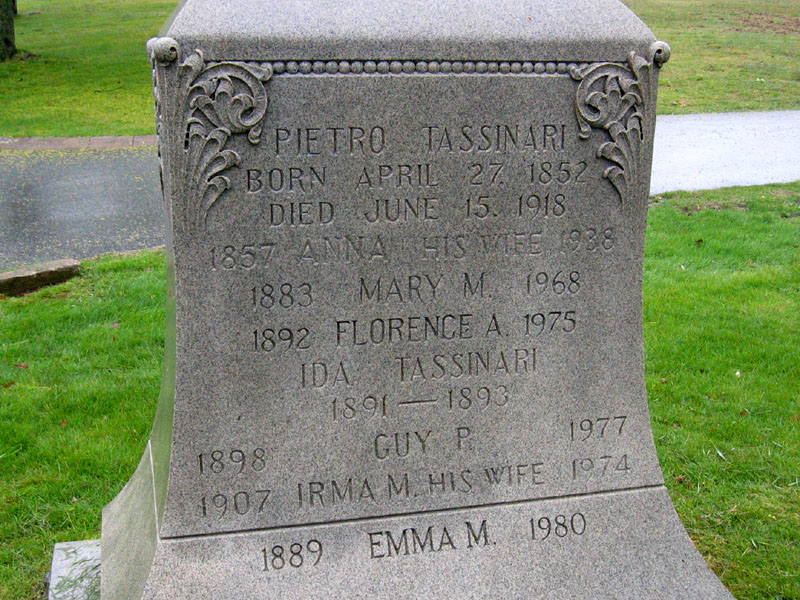 PIETRO TASSINARI
BORN APRIL 27. 1852
DIED JUNE 15. 1918
1857 ANNA HIS WIFE 1938
1883 MARY M. 1968
1892 FLORENCE A. 1975
IDA TASSINARI
1891 — 1893
1898 GUY P. 1977
1907 IRMA M. HIS WIFE 1974
1889 EMMA M. 1980